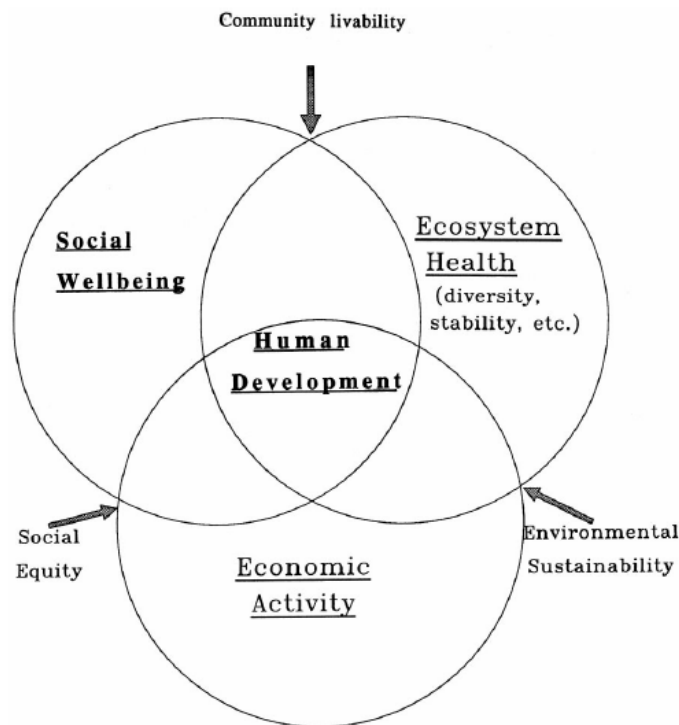 Community livability
Social
Wellbeing
Ecosystem
Health
(diversity,
stability, etc.)
Human
Development
Social
Equity
Environmental
Sustainability
Economic
Activity